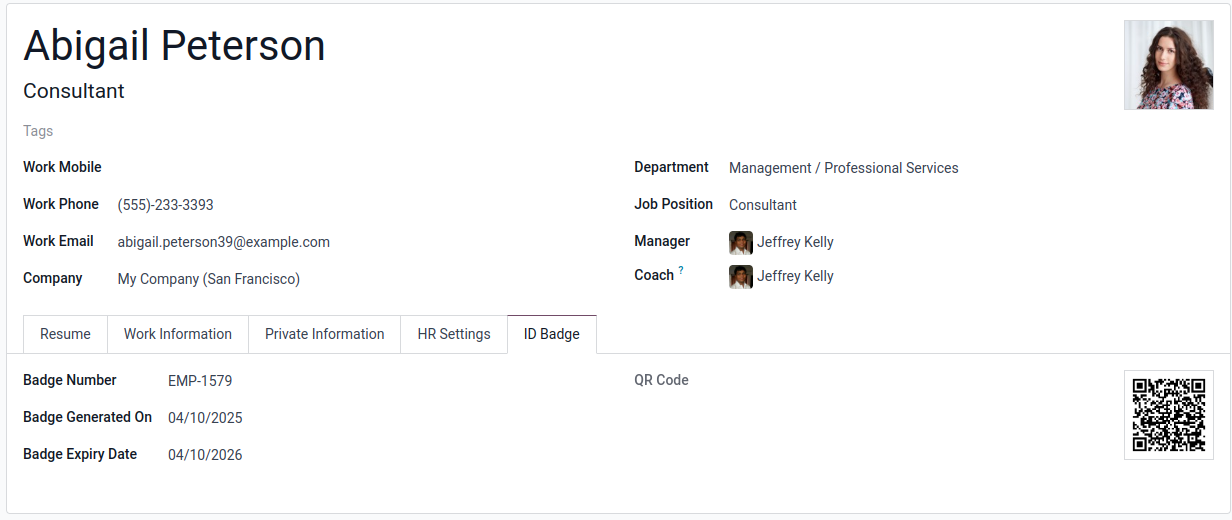 Abigail Peterson
Consultant
Tags
Work Mobile
Work Phone (555)-233-3393
Work Email abigail.peterson39@example.com
Company My Company (San Francisco)
Department Management / Professional Services
Job Position Consultant
Manager Jeffrey Kelly
Coach ? Jeffrey Kelly
Resume Work Information Private Information HR Settings ID Badge
Badge Number EMP-1579
Badge Generated On 04/10/2025
Badge Expiry Date 04/10/2026
QR Code